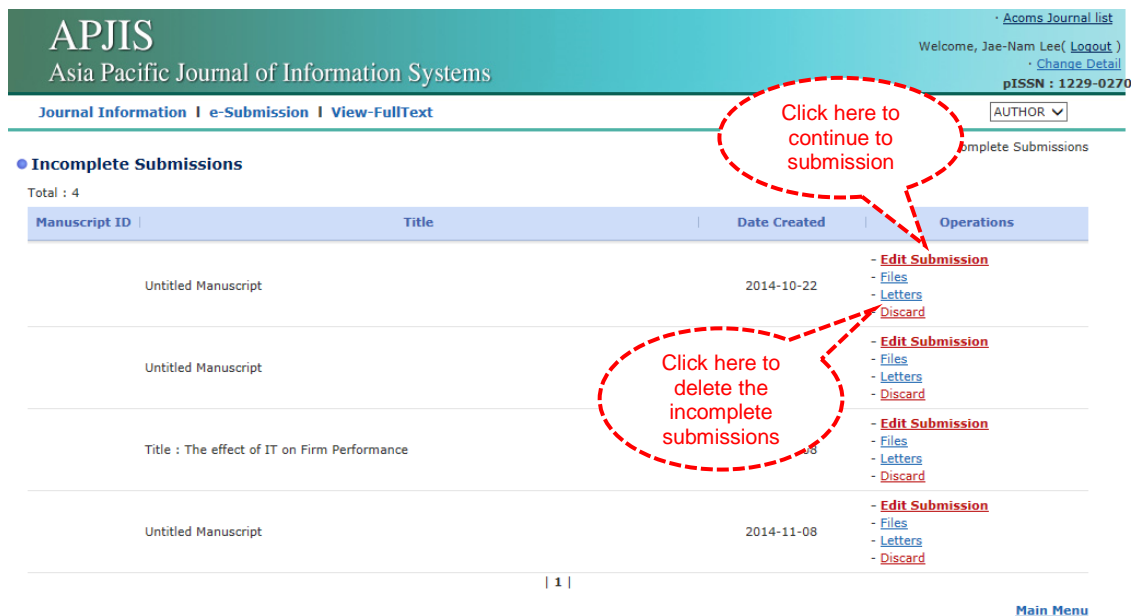 · Acoms Journal list
APJIS
Welcome, Jae-Nam Lee( Logout )
Asia Pacific Journal of Information Systems
· Change Detail
pISSN : 1229-0270
Journal Information I e-Submission I View-FullText
AUTHOR
Click here to
continue to
submission
omplete Submissions
Incomplete Submissions
Total : 4
Manuscript ID | Title | Date Created | Operations
Untitled Manuscript 2014-10-22
- Edit Submission
- Files
- Letters
- Discard
Untitled Manuscript
- Edit Submission
- Files
- Letters
- Discard
Click here to
delete the
incomplete
submissions
Title : The effect of IT on Firm Performance
- Edit Submission
- Files
- Letters
- Discard
Untitled Manuscript 2014-11-08
- Edit Submission
- Files
- Letters
- Discard
| 1 |
Main Menu